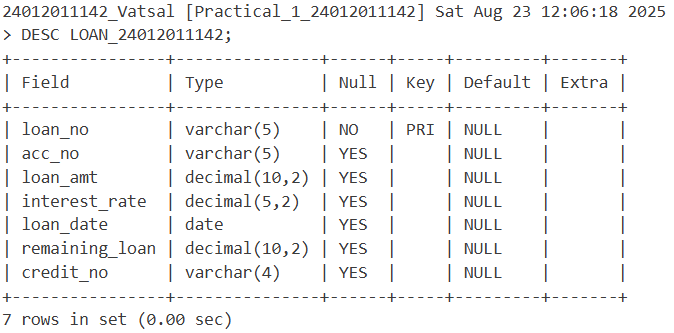 24012011142_Vatsal [Practical_1_24012011142] Sat Aug 23 12:06:18 2025
> DESC LOAN_24012011142;
+----------------+---------------+------+-----+---------+-------+
| Field          | Type          | Null | Key | Default | Extra |
+----------------+---------------+------+-----+---------+-------+
| loan_no        | varchar(5)    | NO   | PRI | NULL    |       |
| acc_no         | varchar(5)    | YES  |     | NULL    |       |
| loan_amt       | decimal(10,2) | YES  |     | NULL    |       |
| interest_rate  | decimal(5,2)  | YES  |     | NULL    |       |
| loan_date      | date          | YES  |     | NULL    |       |
| remaining_loan | decimal(10,2) | YES  |     | NULL    |       |
| credit_no      | varchar(4)    | YES  |     | NULL    |       |
+----------------+---------------+------+-----+---------+-------+
7 rows in set (0.00 sec)